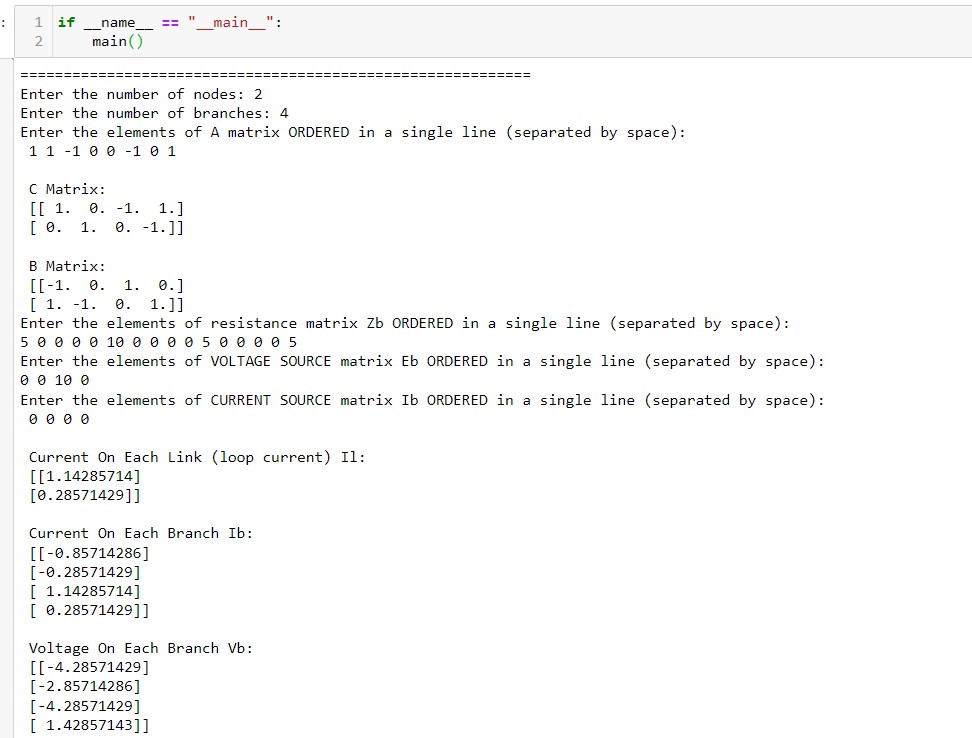 :
1 if __name__ == "__main__":
2 main()
===========================================================
Enter the number of nodes: 2
Enter the number of branches: 4
Enter the elements of A matrix ORDERED in a single line (separated by space):
1 1 -1 0 0 -1 0 1
C Matrix:
[[ 1.  0. -1.  1.]
[ 0.  1.  0. -1.]]
B Matrix:
[[-1.  0.  1.  0.]
[ 1. -1.  0.  1.]]
Enter the elements of resistance matrix Zb ORDERED in a single line (separated by space):
5 0 0 0 0 10 0 0 0 0 5 0 0 0 0 5
Enter the elements of VOLTAGE SOURCE matrix Eb ORDERED in a single line (separated by space):
0 0 10 0
Enter the elements of CURRENT SOURCE matrix Ib ORDERED in a single line (separated by space):
0 0 0 0
Current On Each Link (loop current) Il:
[[1.14285714]
[0.28571429]]
Current On Each Branch Ib:
[[-0.85714286]
[-0.28571429]
[ 1.14285714]
[ 0.28571429]]
Voltage On Each Branch Vb:
[[-4.28571429]
[-2.85714286]
[-4.28571429]
[ 1.42857143]]